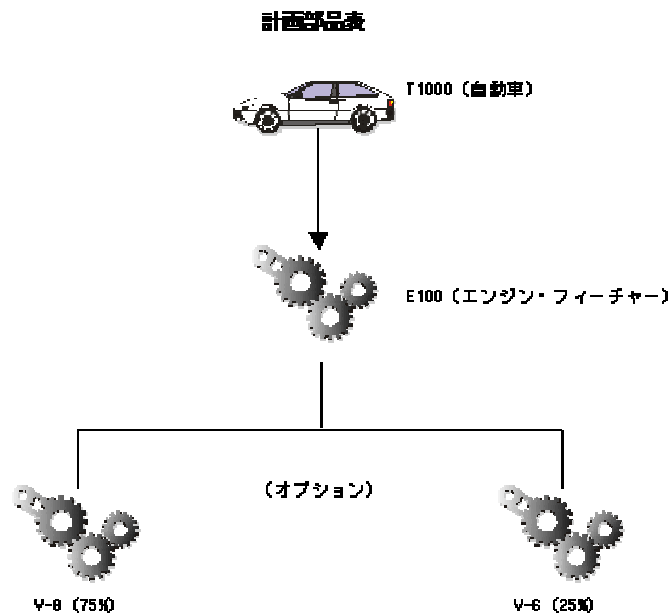 計画部品表
T1000 (自動車)
E100 (エンジン・フィーチャー)
(オプション)
V-8 (75%)
V-6 (25%)